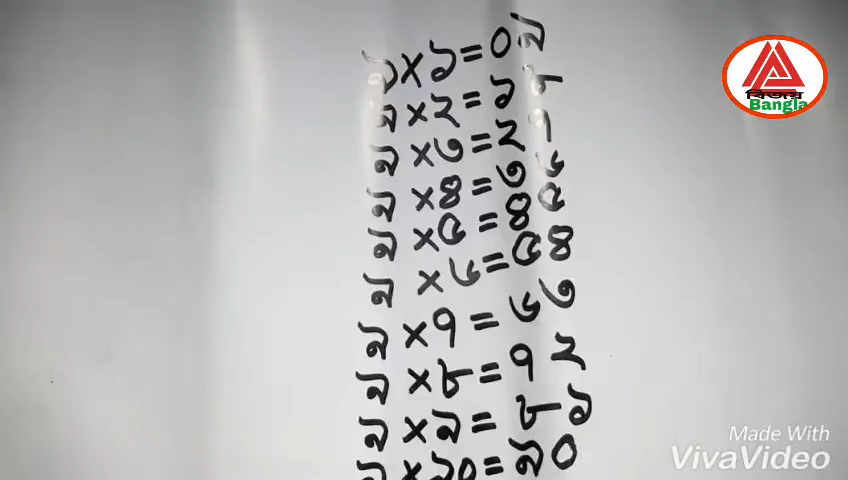 ৯×১=০৯
৯×২=১৮
৯×৩=২৭
৯×৪=৩৬
৯×৫=৪৫
৯×৬=৫৪
৯×৭=৬৩
৯×৮=৭২
৯×৯=৮১
৯×১০=৯০
বিজয়
Bangla
Made With
VivaVideo